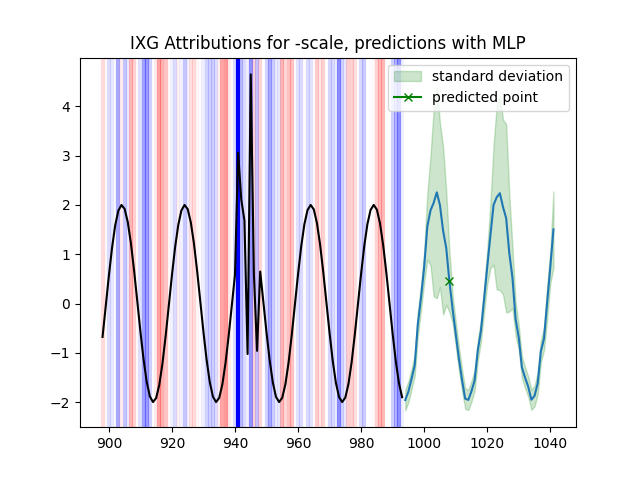 IXG Attributions for -scale, predictions with MLP
standard deviation
predicted point
4
3
2
1
0
−1
−2
900 920 940 960 980 1000 1020 1040